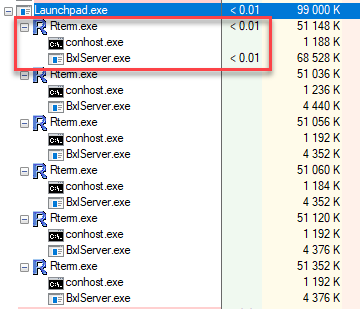 Launchpad.exe < 0.01 99 000 K
Rterm.exe < 0.01 51 148 K
conhost.exe 1 188 K
BxlServer.exe < 0.01 68 528 K
Rterm.exe 51 036 K
conhost.exe 1 236 K
BxlServer.exe 4 440 K
Rterm.exe 51 056 K
conhost.exe 1 192 K
BxlServer.exe 4 352 K
Rterm.exe 51 060 K
conhost.exe 1 184 K
BxlServer.exe 4 352 K
Rterm.exe 51 120 K
conhost.exe 1 192 K
BxlServer.exe 4 376 K
Rterm.exe 51 352 K
conhost.exe 1 192 K
BxlServer.exe 4 376 K